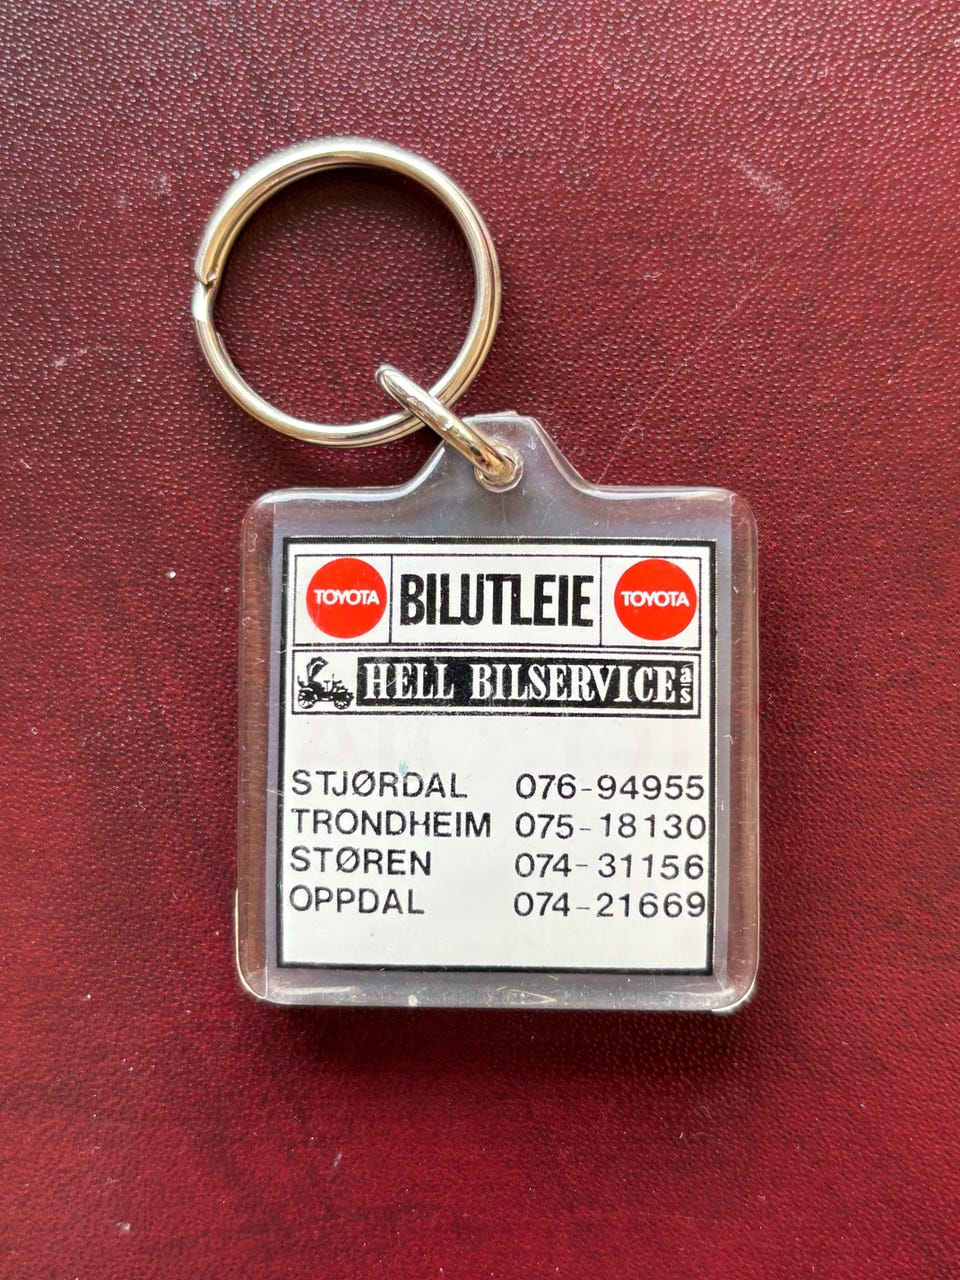 TOYOTA BILUTLEIE TOYOTA
HELL BILSERVICE A/S
STJØRDAL 076-94955
TRONDHEIM 075-18130
STØREN 074-31156
OPPDAL 074-21669